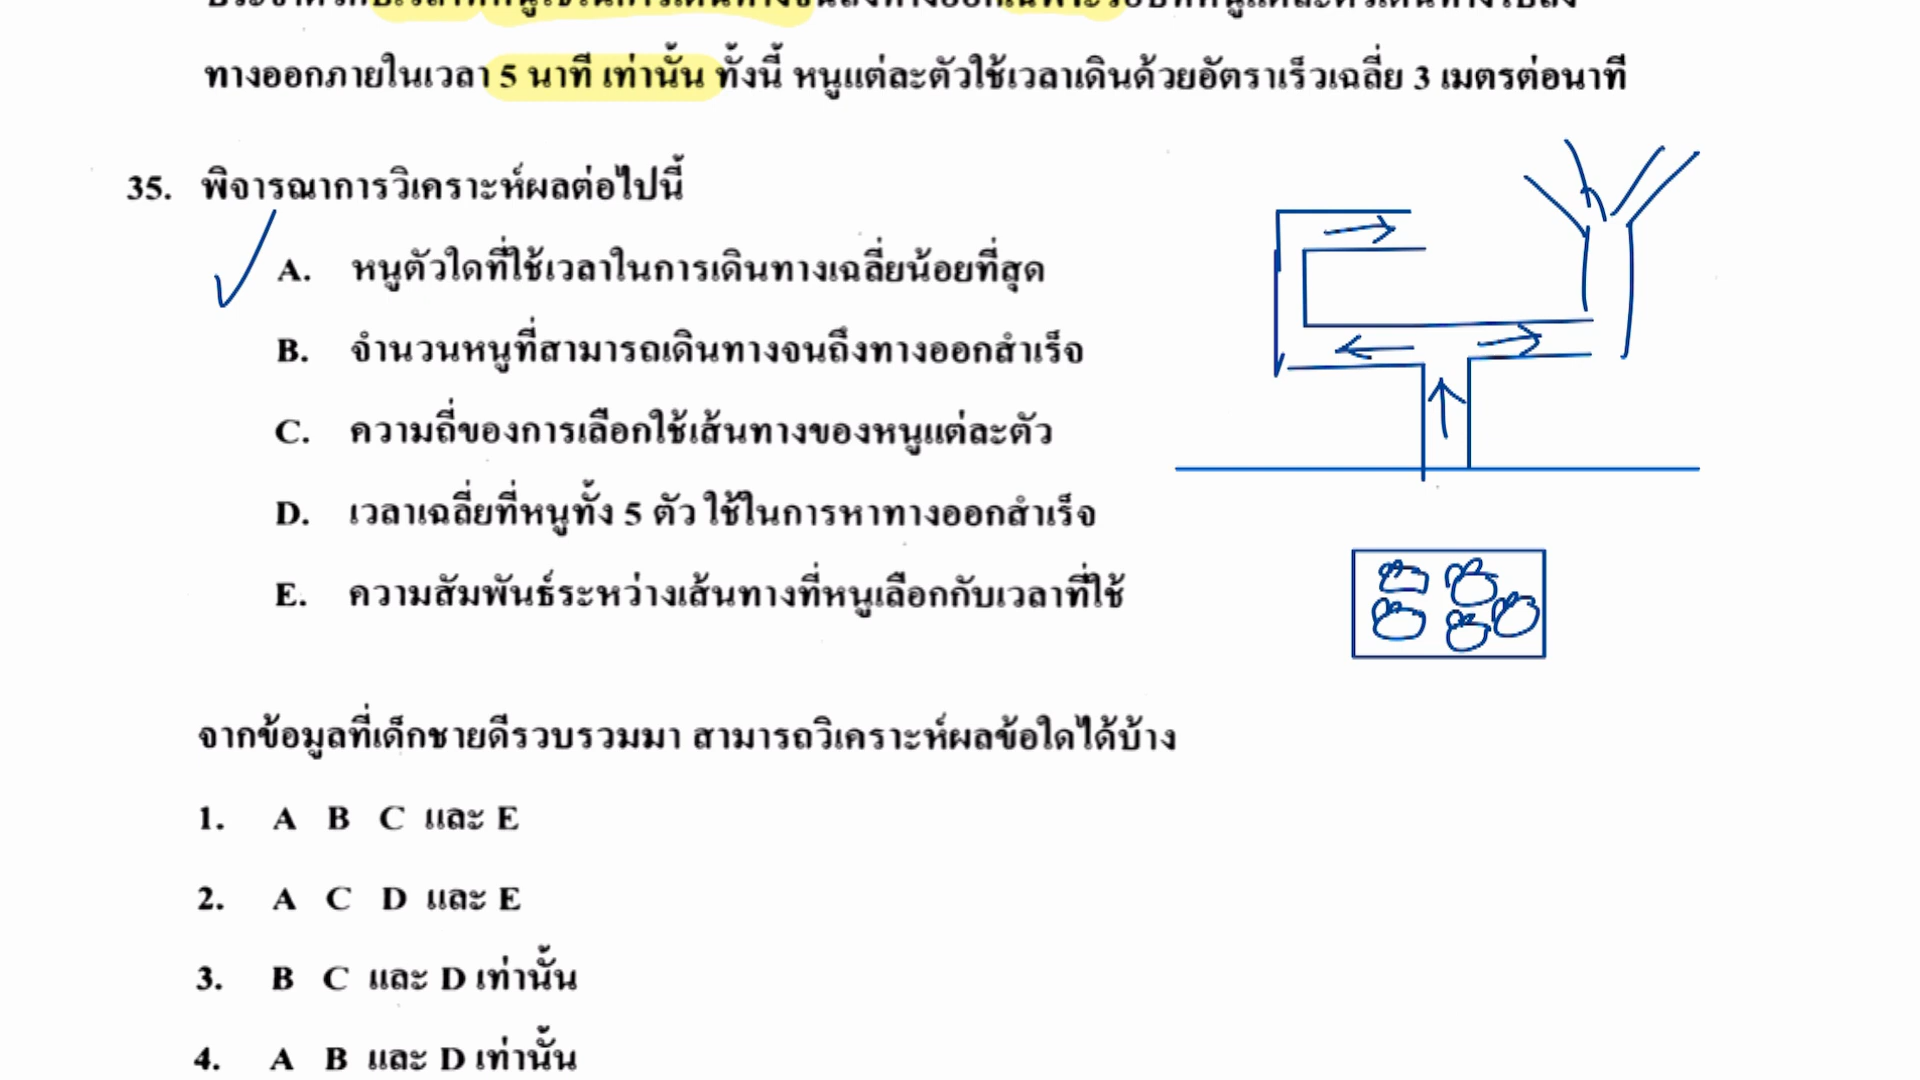 ทางออกภายในเวลา 5 นาที เท่านั้น ทั้งนี้ หนูแต่ละตัวใช้เวลาเดินด้วยอัตราเร็วเฉลี่ย 3 เมตรต่อนาที
35. พิจารณาการวิเคราะห์ผลต่อไปนี้
A. หนูตัวใดที่ใช้เวลาในการเดินทางเฉลี่ยน้อยที่สุด
B. จำนวนหนูที่สามารถเดินทางจนถึงทางออกสำเร็จ
C. ความถี่ของการเลือกใช้เส้นทางของหนูแต่ละตัว
D. เวลาเฉลี่ยที่หนูทั้ง 5 ตัว ใช้ในการหาทางออกสำเร็จ
E. ความสัมพันธ์ระหว่างเส้นทางที่หนูเลือกกับเวลาที่ใช้
จากข้อมูลที่เด็กชายดีรวบรวมมา สามารถวิเคราะห์ผลข้อใดได้บ้าง
1. A B C และ E
2. A C D และ E
3. B C และ D เท่านั้น
4. A B และ D เท่านั้น